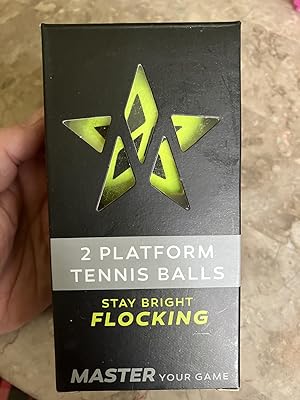 2 PLATFORM
TENNIS BALLS
STAY BRIGHT
FLOCKING
MASTER YOUR GAME